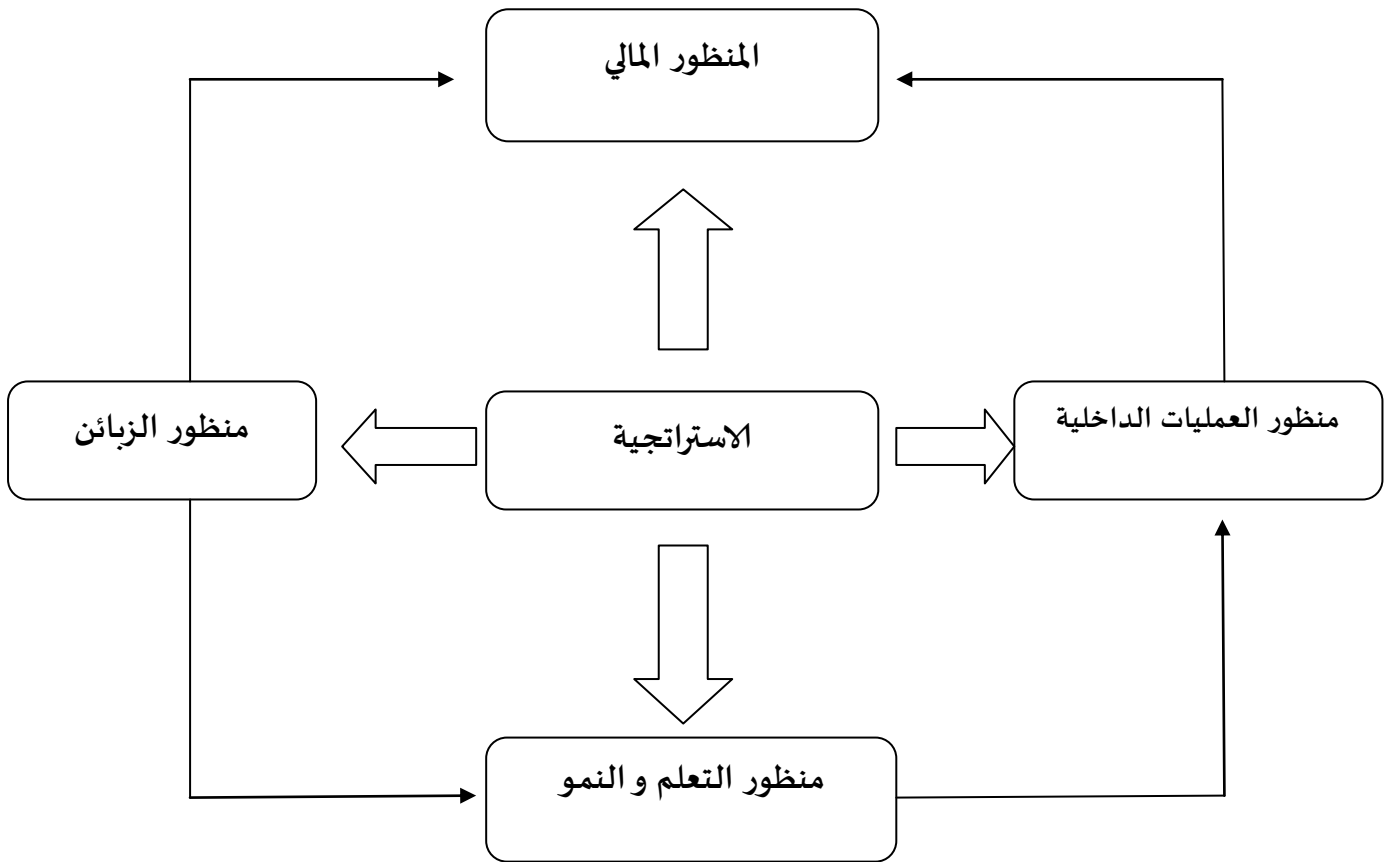 المنظور المالي
منظور العمليات الداخلية
الاستراتجية
منظور الزبائن
منظور التعلم و النمو